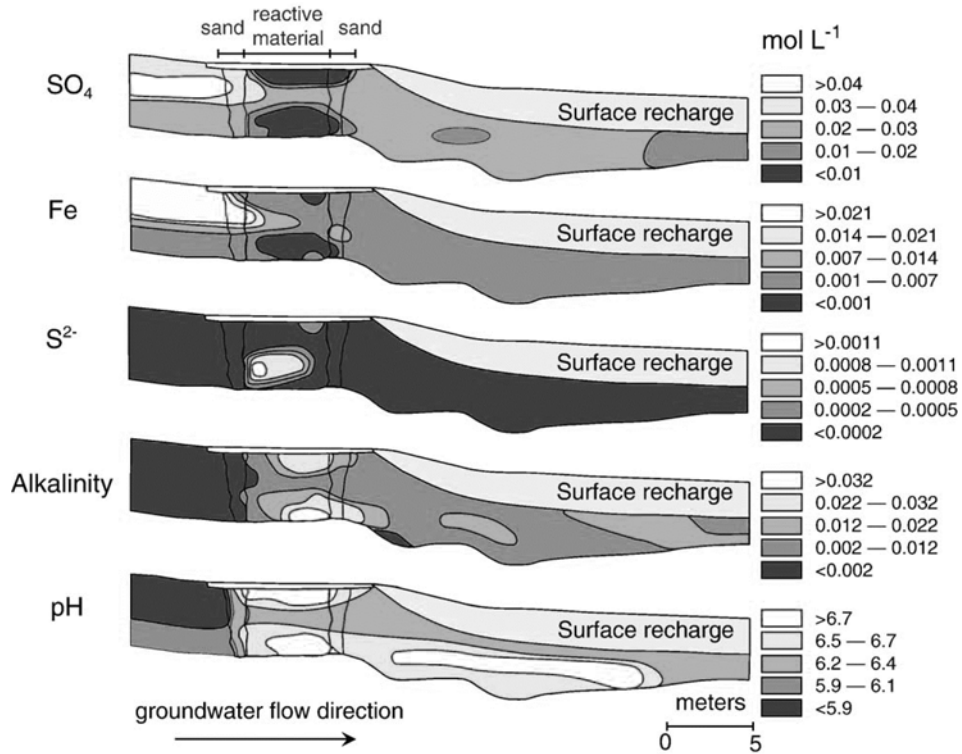 reactive
sand material sand
mol L⁻¹
SO₄
>0.04
0.03 — 0.04
0.02 — 0.03
0.01 — 0.02
<0.01
Surface recharge
Fe
>0.021
0.014 — 0.021
0.007 — 0.014
0.001 — 0.007
<0.001
Surface recharge
S²⁻
>0.0011
0.0008 — 0.0011
0.0005 — 0.0008
0.0002 — 0.0005
<0.0002
Surface recharge
Alkalinity
>0.032
0.022 — 0.032
0.012 — 0.022
0.002 — 0.012
<0.002
Surface recharge
pH
>6.7
6.5 — 6.7
6.2 — 6.4
5.9 — 6.1
<5.9
Surface recharge
groundwater flow direction
meters
0 5